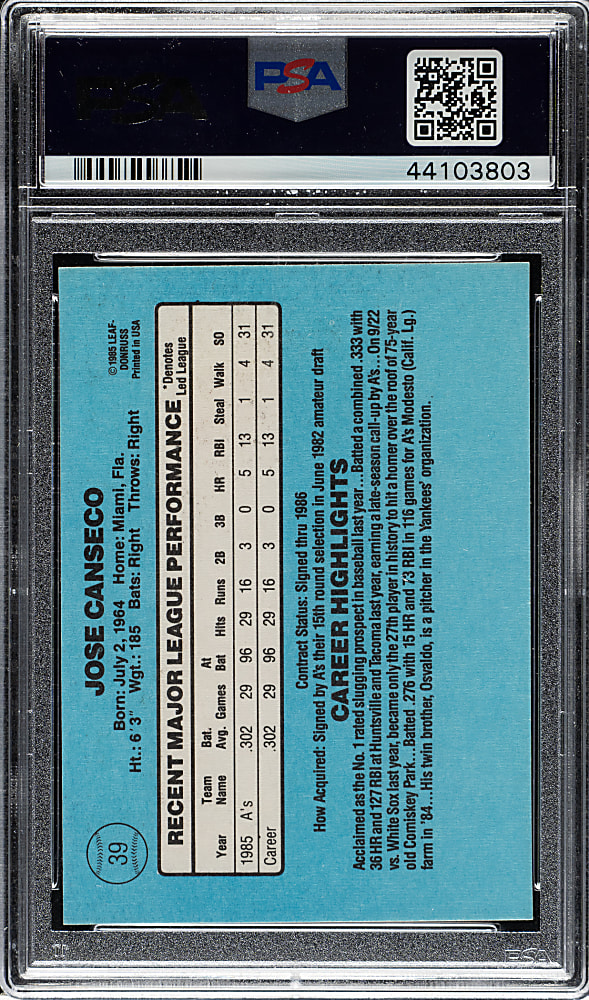 PSA
PSA
44103803
39
JOSE CANSECO
Born: July 2, 1964 Home: Miami, Fla.
Ht.: 6'3" Wgt.: 185 Bats: Right Throws: Right
© 1985 LEAF-
DONRUSS
Printed in USA
RECENT MAJOR LEAGUE PERFORMANCE
*Denotes
Led League
Team Bat. At
Year Name Avg. Games Bat Hits Runs 2B 3B HR RBI Steal Walk SO
1985 A's .302 29 96 29 16 3 0 5 13 1 4 31
Career .302 29 96 29 16 3 0 5 13 1 4 31
Contract Status: Signed thru 1986
How Acquired: Signed by A's their 15th round selection in June 1982 amateur draft
CAREER HIGHLIGHTS
Acclaimed as the No. 1 rated slugging prospect in baseball last year... Batted a combined .333 with
36 HR and 127 RBI at Huntsville and Tacoma last year, earning a late-season call-up by A's... On 9/22
vs. White Sox last year, became only the 27th player in history to hit a homer over the roof of 75-year
old Comiskey Park... Batted .276 with 15 HR and 73 RBI in 116 games for A's Modesto (Calif. Lg.)
farm in '84... His twin brother, Osvaldo, is a pitcher in the Yankees' organization.
PSA